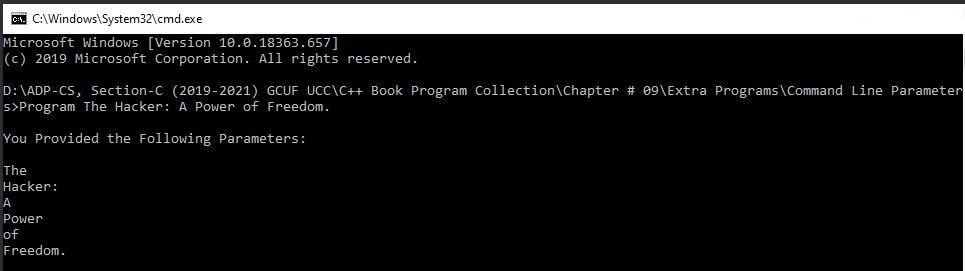 C:\Windows\System32\cmd.exe
Microsoft Windows [Version 10.0.18363.657]
(c) 2019 Microsoft Corporation. All rights reserved.
D:\ADP-CS, Section-C (2019-2021) GCUF UCC\C++ Book Program Collection\Chapter # 09\Extra Programs\Command Line Parameter
s>Program The Hacker: A Power of Freedom.
You Provided the Following Parameters:
The
Hacker:
A
Power
of
Freedom.